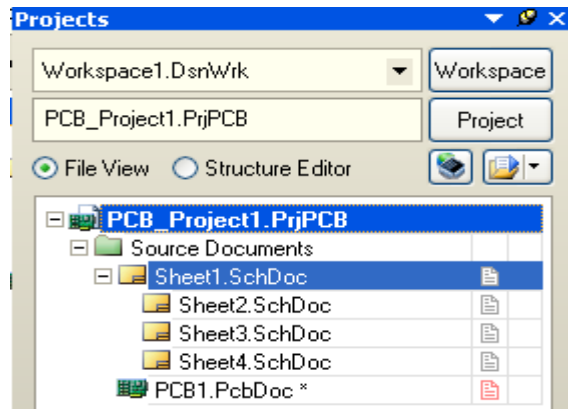 Projects
Workspace1.DsnWrk
Workspace
PCB_Project1.PrjPCB
Project
File View
Structure Editor
PCB_Project1.PrjPCB
Source Documents
Sheet1.SchDoc
Sheet2.SchDoc
Sheet3.SchDoc
Sheet4.SchDoc
PCB1.PcbDoc *